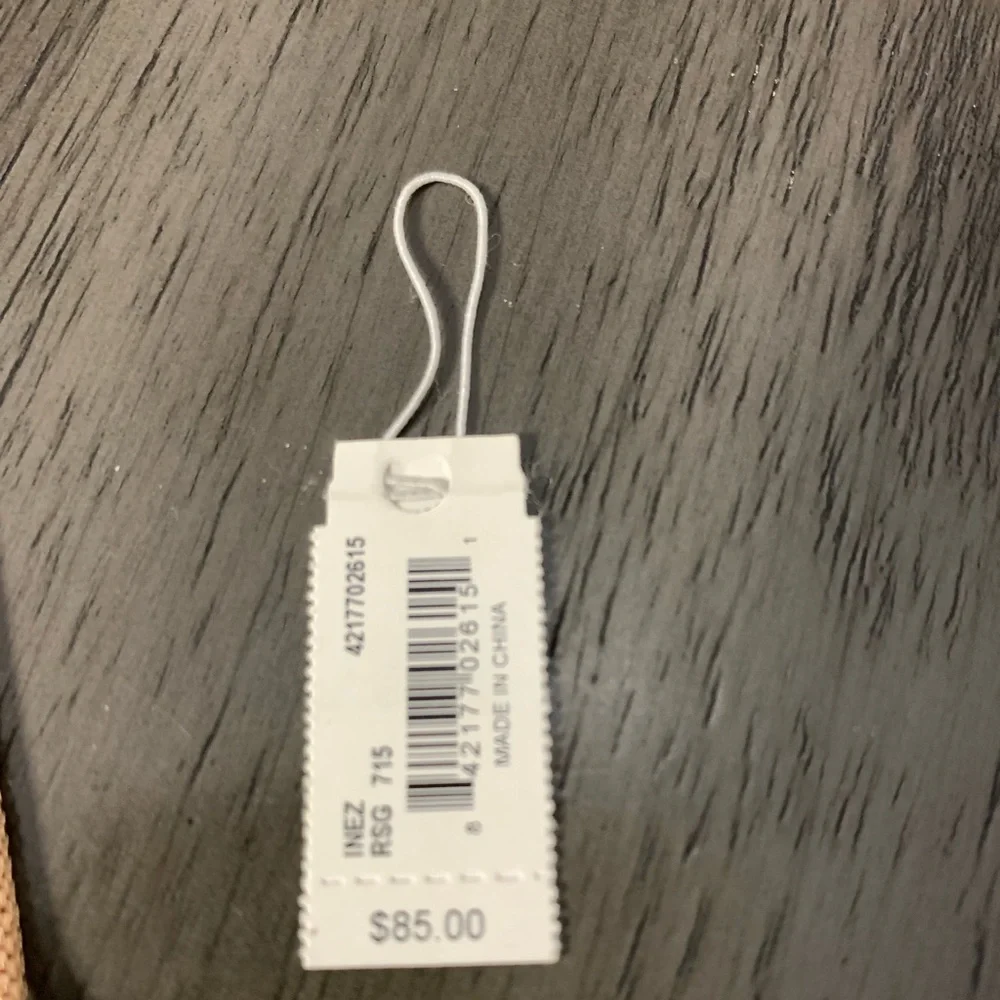 4217702615
INEZ
RSG 715
8 42177 02615 1
MADE IN CHINA
$85.00